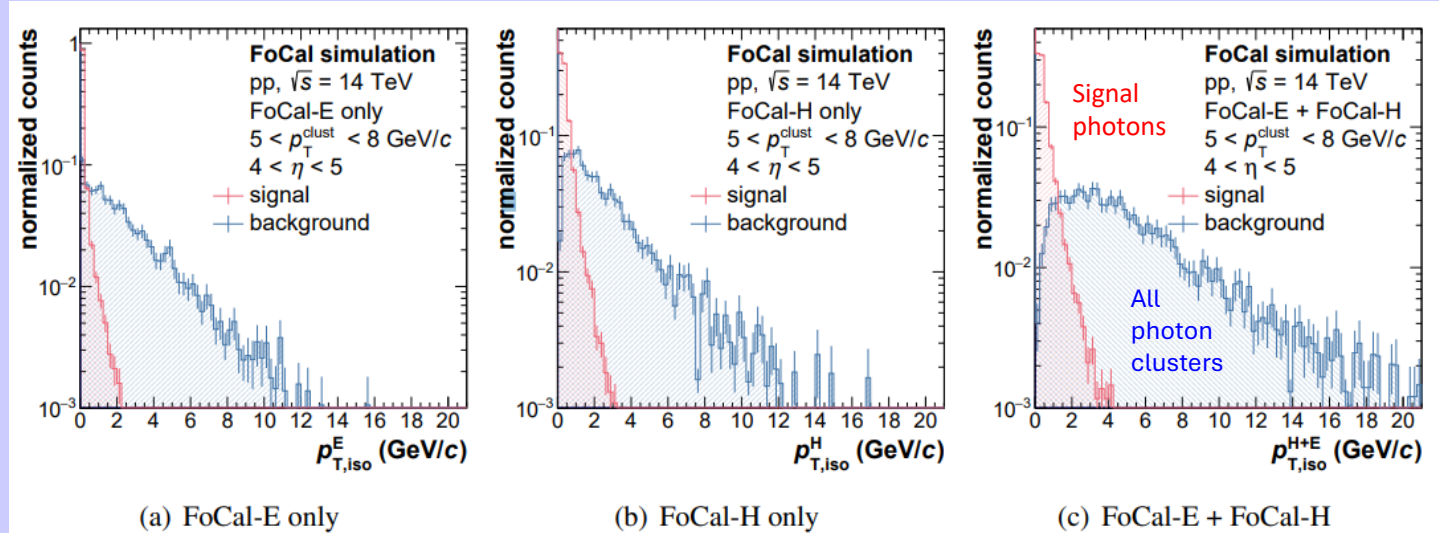 normalized counts
1
10⁻¹
10⁻²
10⁻³
FoCal simulation
pp, √s = 14 TeV
FoCal-E only
5 < p_T^clust < 8 GeV/c
4 < η < 5
signal
background
0 2 4 6 8 10 12 14 16 18 20
p_T,iso^E (GeV/c)
(a) FoCal-E only
normalized counts
10⁻¹
10⁻²
10⁻³
FoCal simulation
pp, √s = 14 TeV
FoCal-H only
5 < p_T^clust < 8 GeV/c
4 < η < 5
signal
background
0 2 4 6 8 10 12 14 16 18 20
p_T,iso^H (GeV/c)
(b) FoCal-H only
normalized counts
10⁻¹
10⁻²
10⁻³
FoCal simulation
pp, √s = 14 TeV
FoCal-E + FoCal-H
5 < p_T^clust < 8 GeV/c
4 < η < 5
signal
background
Signal
photons
All
photon
clusters
0 2 4 6 8 10 12 14 16 18 20
p_T,iso^H+E (GeV/c)
(c) FoCal-E + FoCal-H